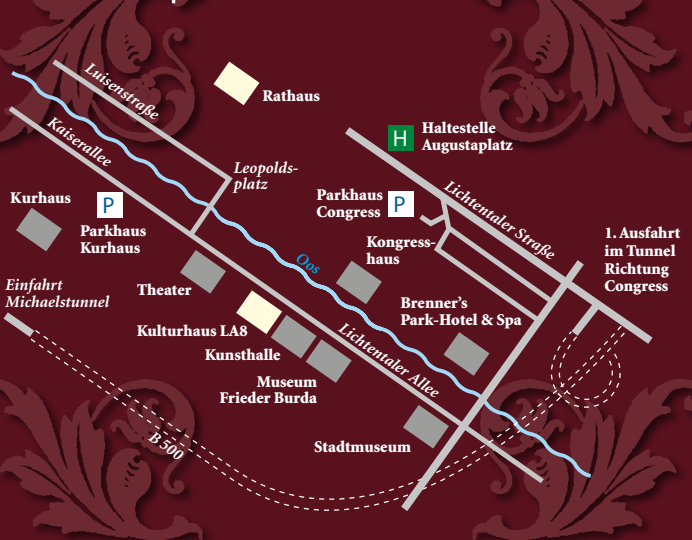 Luisenstraße
Rathaus
Kaiserallee
H
Haltestelle
Augustaplatz
Leopolds-
platz
Lichtentaler Straße
Kurhaus
P
Parkhaus
Kurhaus
Parkhaus
Congress
P
Kongress-
haus
1. Ausfahrt
im Tunnel
Richtung
Congress
Oos
Einfahrt
Michaelstunnel
Theater
Brenner’s
Park-Hotel & Spa
Kulturhaus LA8
Lichtentaler Allee
Kunsthalle
Museum
Frieder Burda
Stadtmuseum
B 500